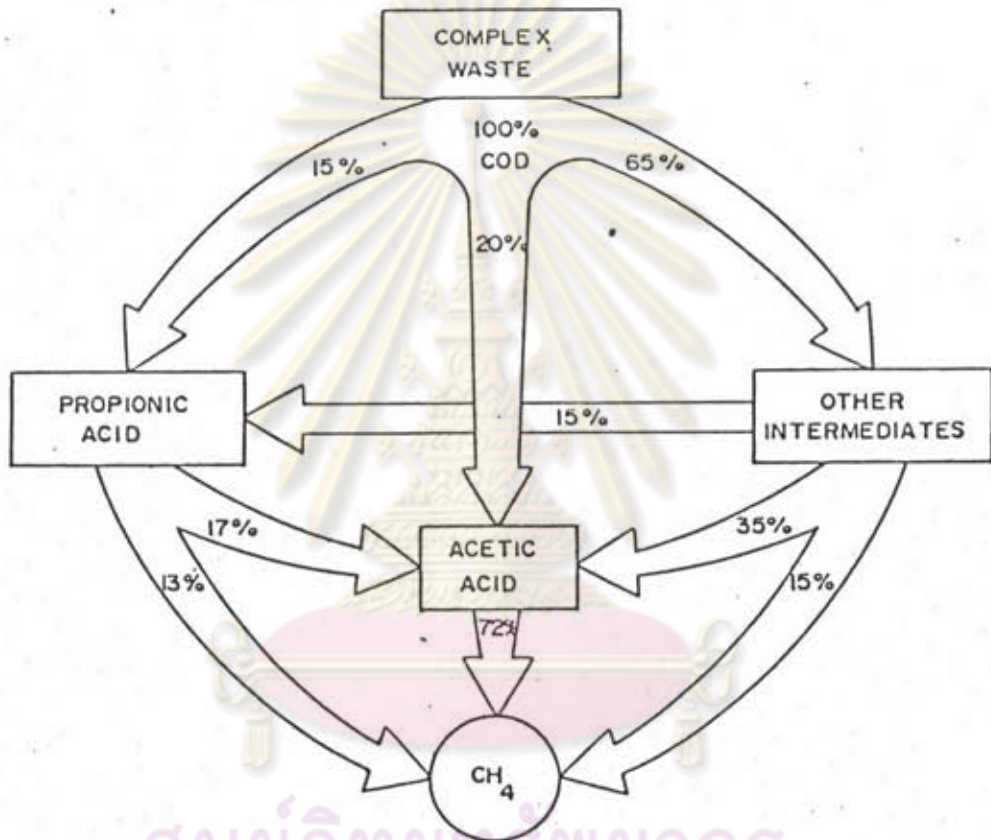 COMPLEX
WASTE
100%
COD
15%
65%
20%
PROPIONIC
ACID
15%
OTHER
INTERMEDIATES
17%
ACETIC
ACID
35%
13%
15%
72%
CH4